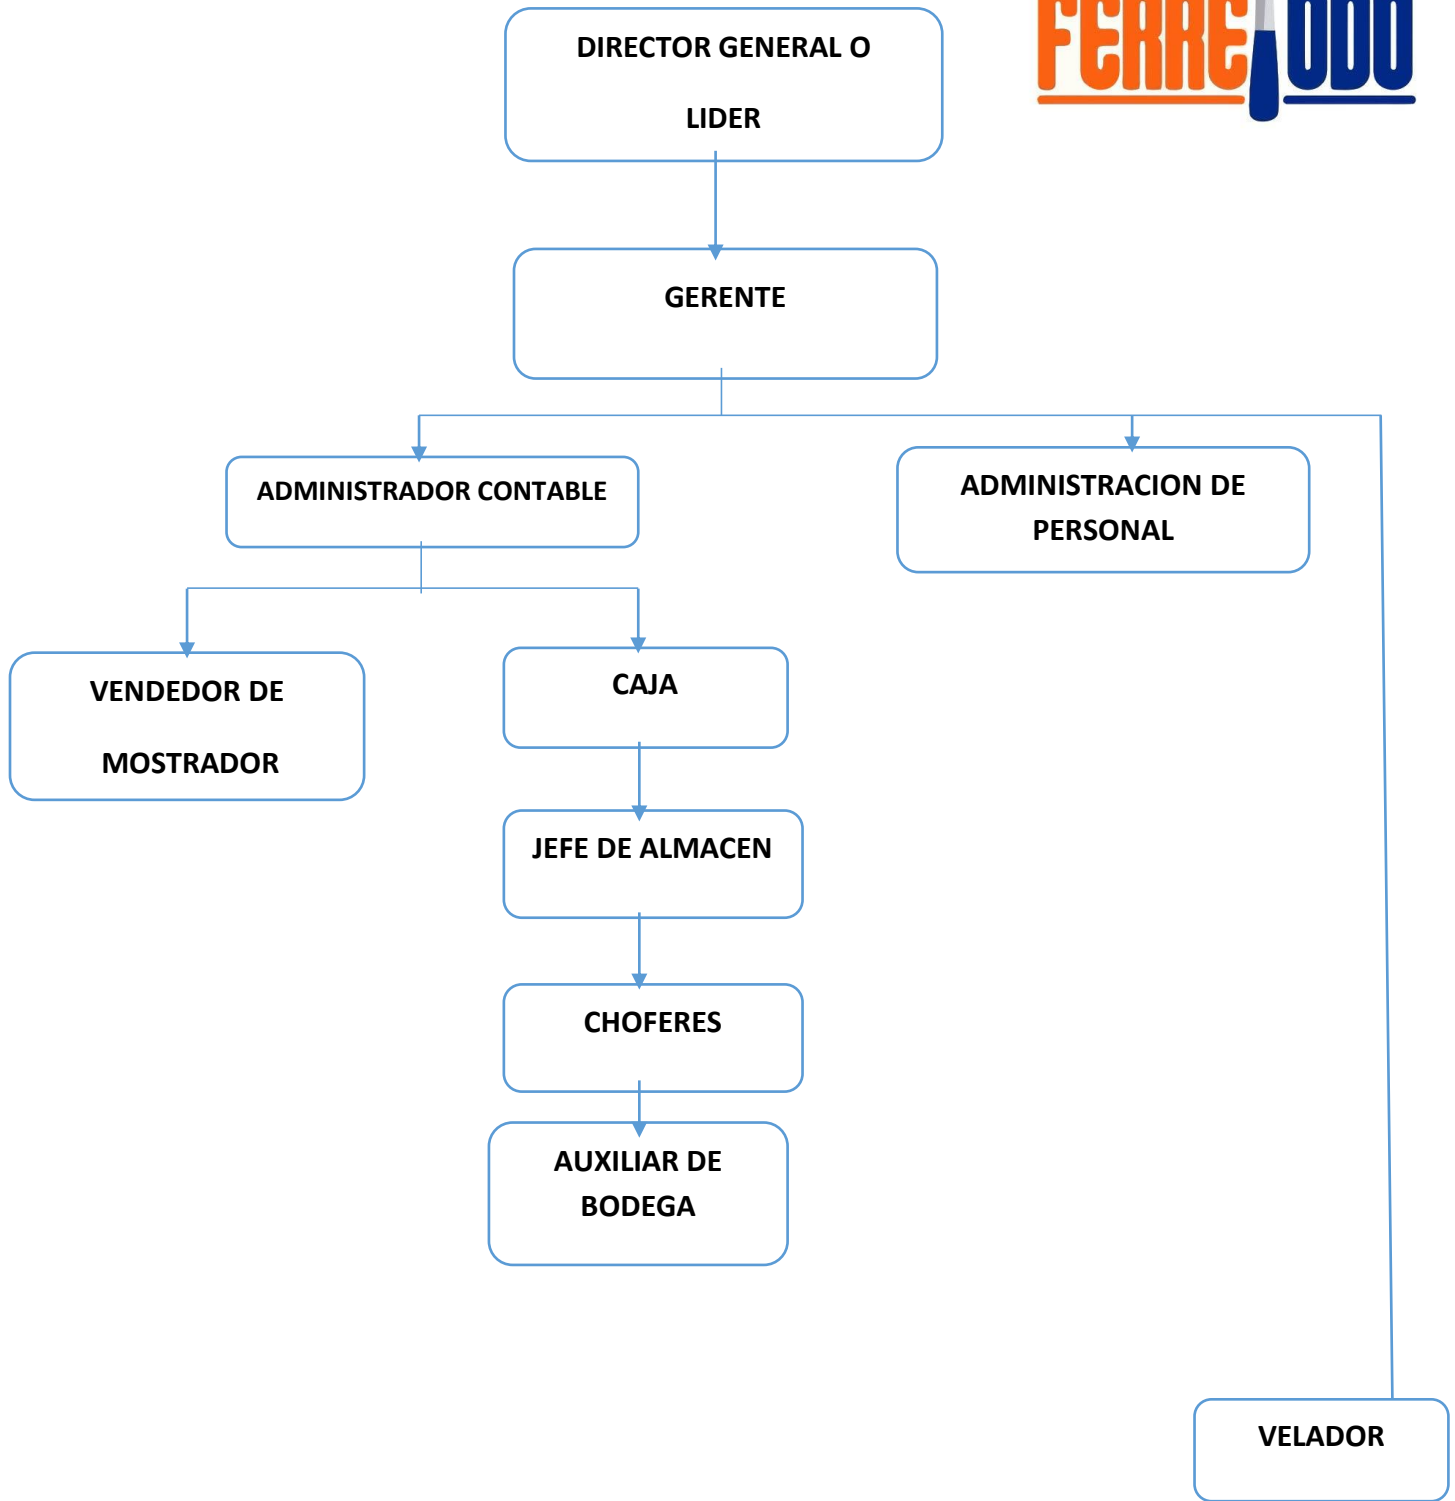 FERRETODO
DIRECTOR GENERAL O
LIDER
GERENTE
ADMINISTRADOR CONTABLE
ADMINISTRACION DE
PERSONAL
VENDEDOR DE
MOSTRADOR
CAJA
JEFE DE ALMACEN
CHOFERES
AUXILIAR DE
BODEGA
VELADOR